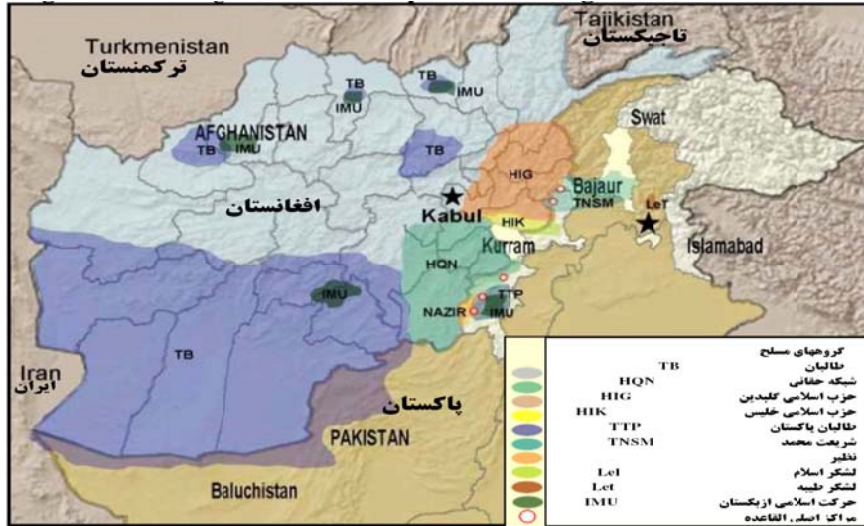 Tajikistan
تاجیکستان
Turkmenistan
ترکمنستان
TB
IMU
TB
IMU
AFGHANISTAN
TB
IMU
TB
Swat
HIG
Bajaur
TNSM
LeT
افغانستان
Kabul
HIK
Kurram
Islamabad
HQN
IMU
TTP
IMU
NAZIR
TB
Iran
ایران
پاکستان
PAKISTAN
Baluchistan
گروههای مسلح
TB طالبان
HQN شبکه حقانی
HIG حزب اسلامی گلبدین
HIK حزب اسلامی خلیس
TTP طالبان پاکستان
TNSM شریعت محمد
نظیر
LeI لشکر اسلام
Let لشکر طیبه
IMU حرکت اسلامی ازبکستان
مراکز اصلی القاعده